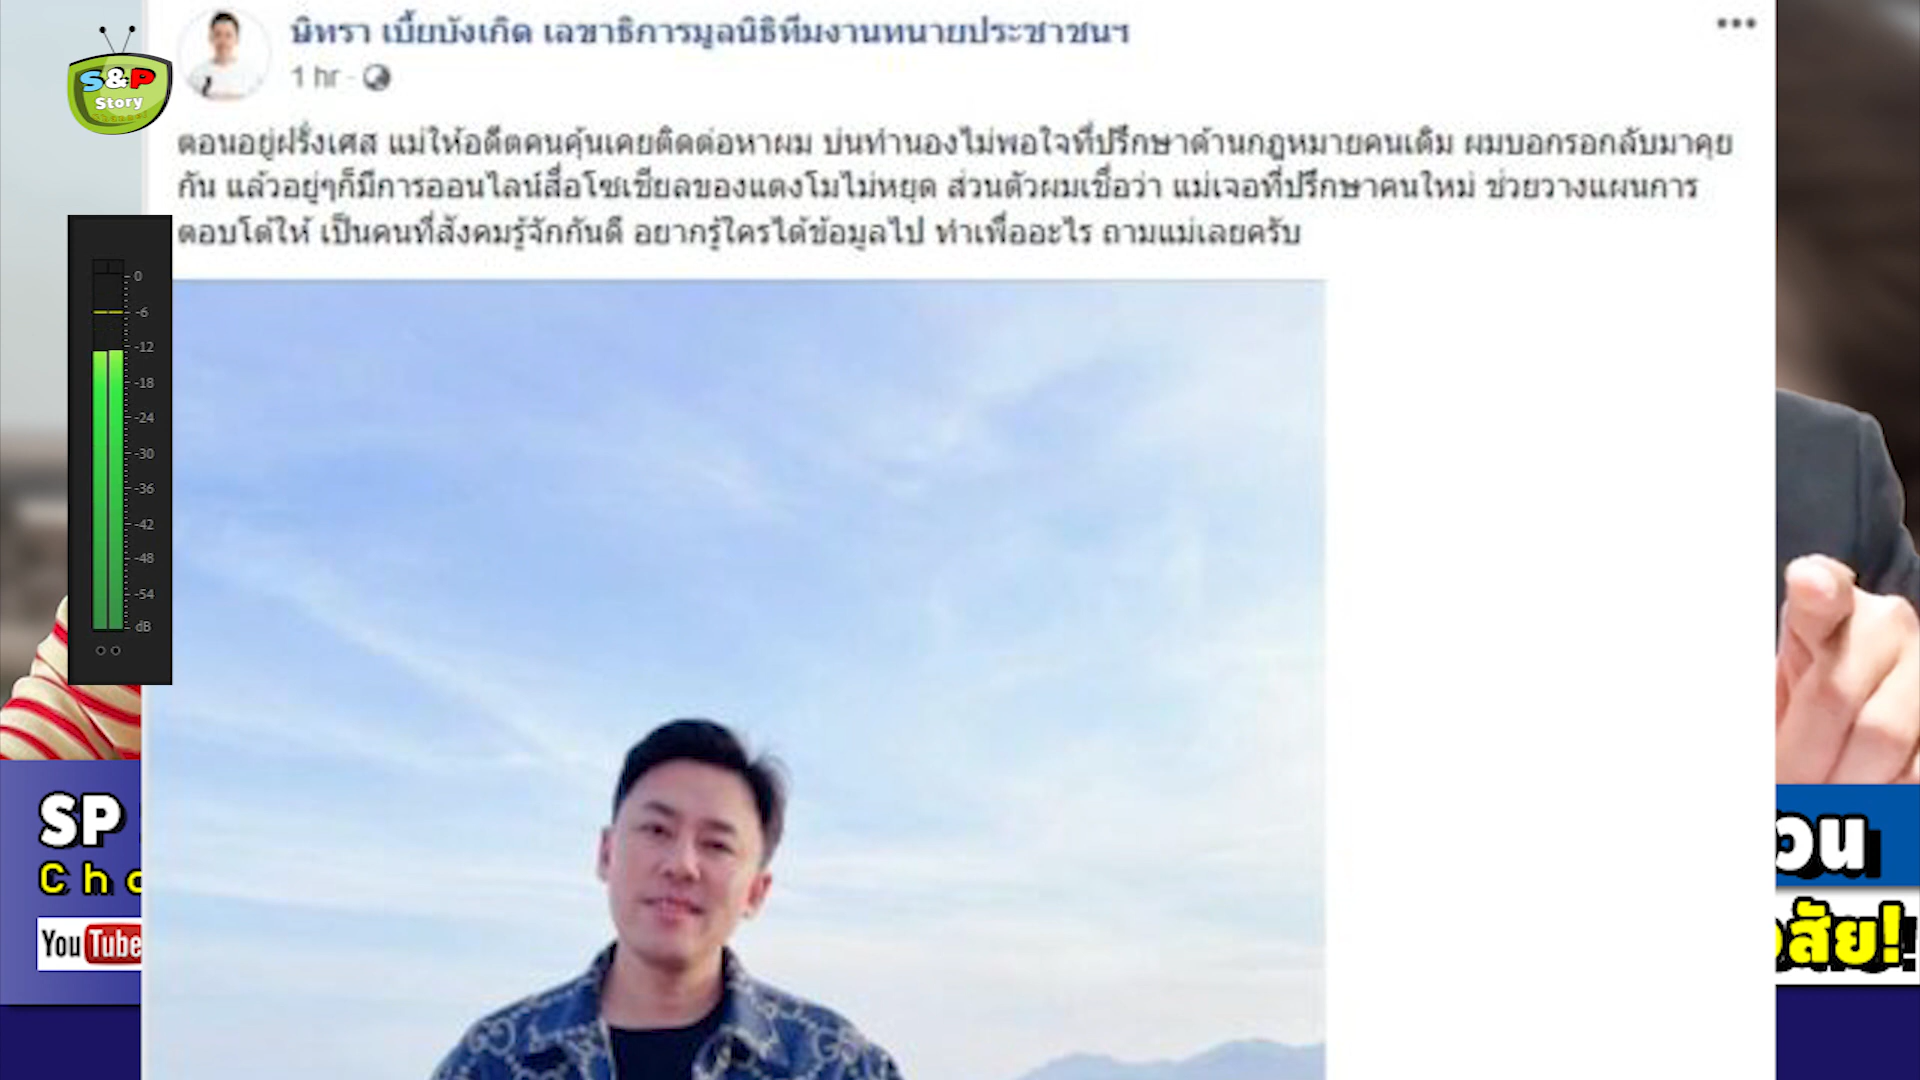 ษิทรา เบี้ยบังเกิด เลขาธิการมูลนิธิทีมงานทนายประชาชนฯ
1 hr
S&P
Story
ตอนอยู่ฝรั่งเศส แม่ให้อดีตคนคุ้นเคยติดต่อหาผม บ่นทำนองไม่พอใจที่ปรึกษาด้านกฎหมายคนเดิม ผมบอกรอกลับมาคุย
กัน แล้วอยู่ๆก็มีการออนไลน์สื่อโซเชียลของแตงโมไม่หยุด ส่วนตัวผมเชื่อว่า แม่เจอที่ปรึกษาคนใหม่ ช่วยวางแผนการ
ตอบโต้ให้ เป็นคนที่สังคมรู้จักกันดี อยากรู้ใครได้ข้อมูลไป ทำเพื่ออะไร ถามแม่เลยครับ
0
-6
-12
-18
-24
-30
-36
-42
-48
-54
dB
SP
Cha
YouTube
วน
สัย!